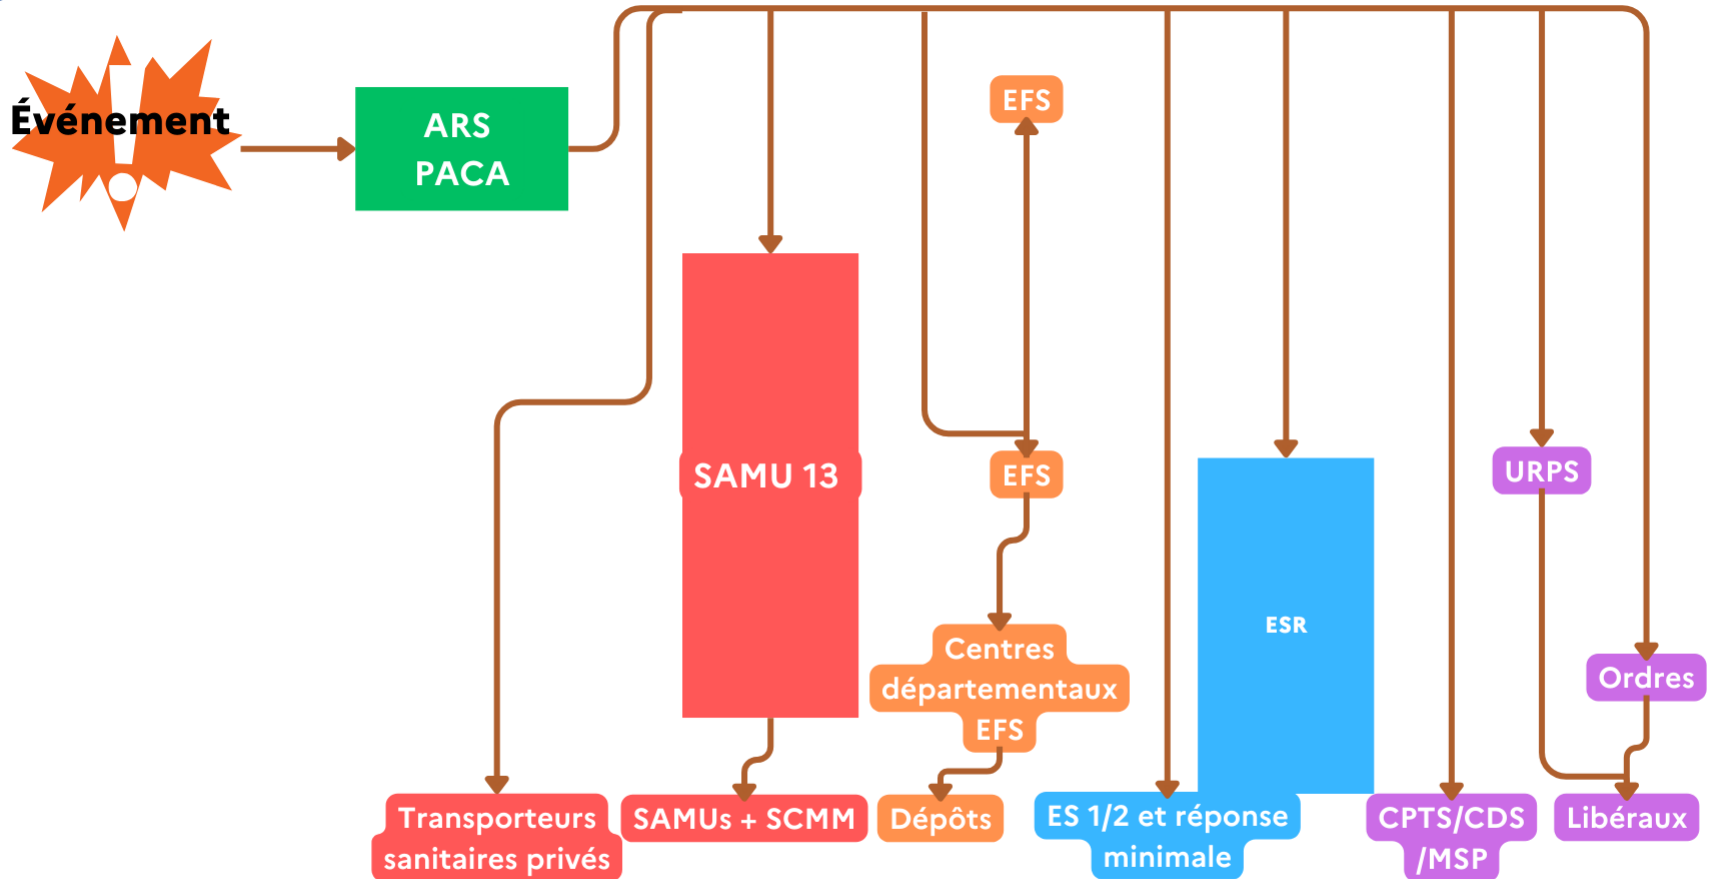 Événement
ARS
PACA
EFS
SAMU 13
EFS
URPS
ESR
Centres
départementaux
EFS
Ordres
Transporteurs
sanitaires privés
SAMUs + SCMM
Dépôts
ES 1/2 et réponse
minimale
CPTS/CDS
/MSP
Libéraux